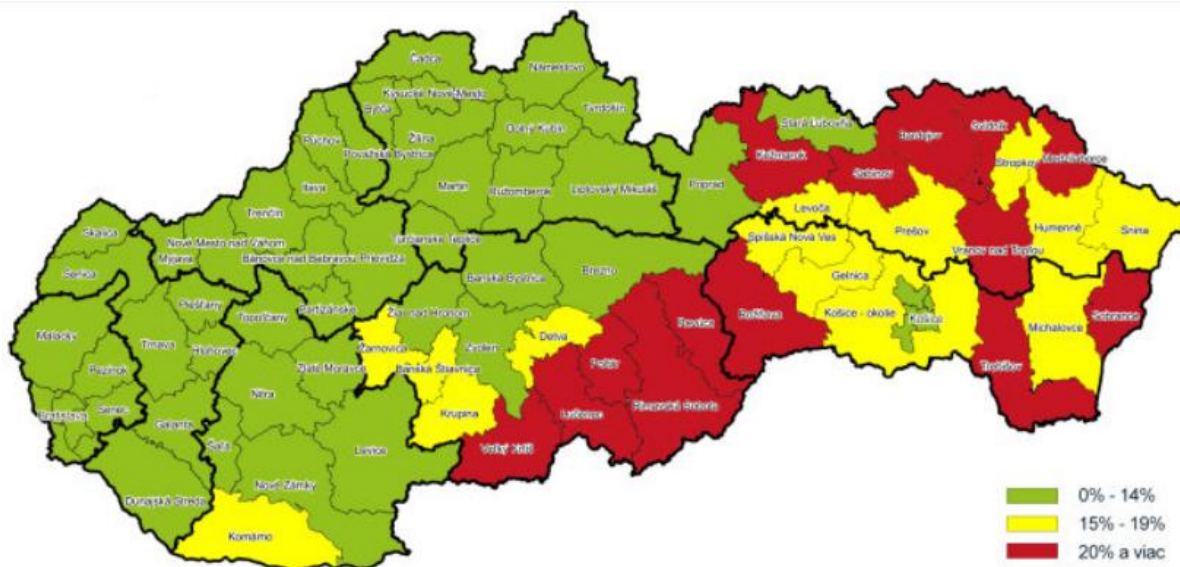 Čadca
Námestovo
Kysucké Nové Mesto
Tvrdošín
Bytča
Dolný Kubín
Púchov
Žilina
Stará Ľubovňa
Bardejov
Svidník
Považská Bystrica
Stropkov
Medzilaborce
Kežmarok
Sabinov
Ilava
Martin
Ružomberok
Liptovský Mikuláš
Poprad
Levoča
Trenčín
Prešov
Humenné
Snina
Skalica
Nové Mesto nad Váhom
Turčianske Teplice
Spišská Nová Ves
Vranov nad Topľou
Myjava
Bánovce nad Bebravou
Prievidza
Banská Bystrica
Brezno
Gelnica
Senica
Piešťany
Topoľčany
Partizánske
Žiar nad Hronom
Rožňava
Košice - okolie
Košice
Michalovce
Sobrance
Malacky
Trnava
Hlohovec
Žarnovica
Zvolen
Detva
Revúca
Pezinok
Zlaté Moravce
Banská Štiavnica
Poltár
Trebišov
Bratislava
Senec
Nitra
Krupina
Lučenec
Rimavská Sobota
Galanta
Šaľa
Levice
Veľký Krtíš
Dunajská Streda
Nové Zámky
Komárno
0% - 14%
15% - 19%
20% a viac